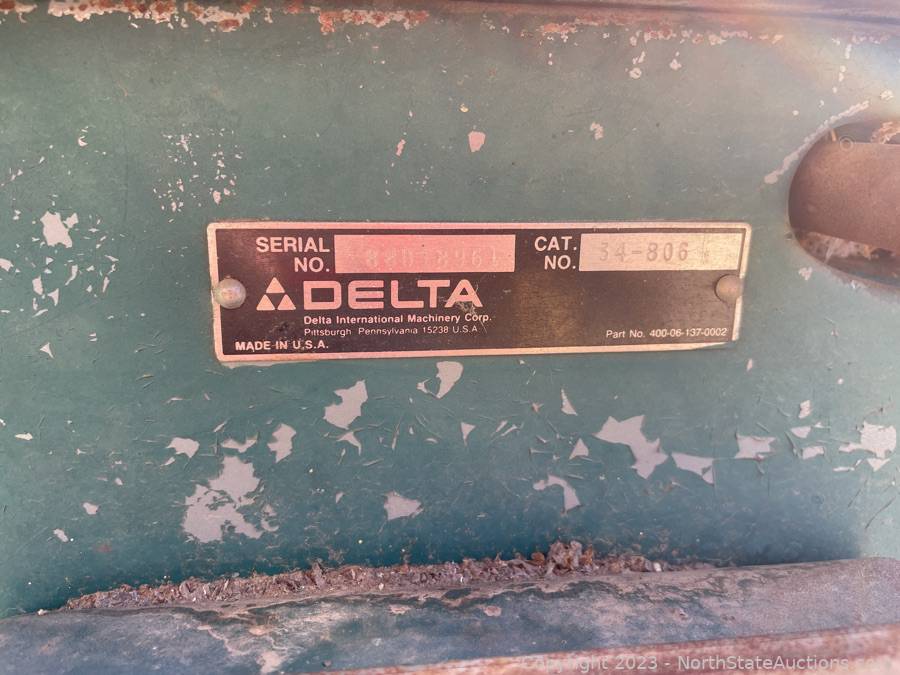 SERIAL NO.
CAT. NO. 34-806
DELTA
Delta International Machinery Corp.
Pittsburgh Pennsylvania 15238 U.S.A
MADE IN U.S.A.
Part No. 400-06-137-0002
Copyright 2023 - NorthStateAuctions.com